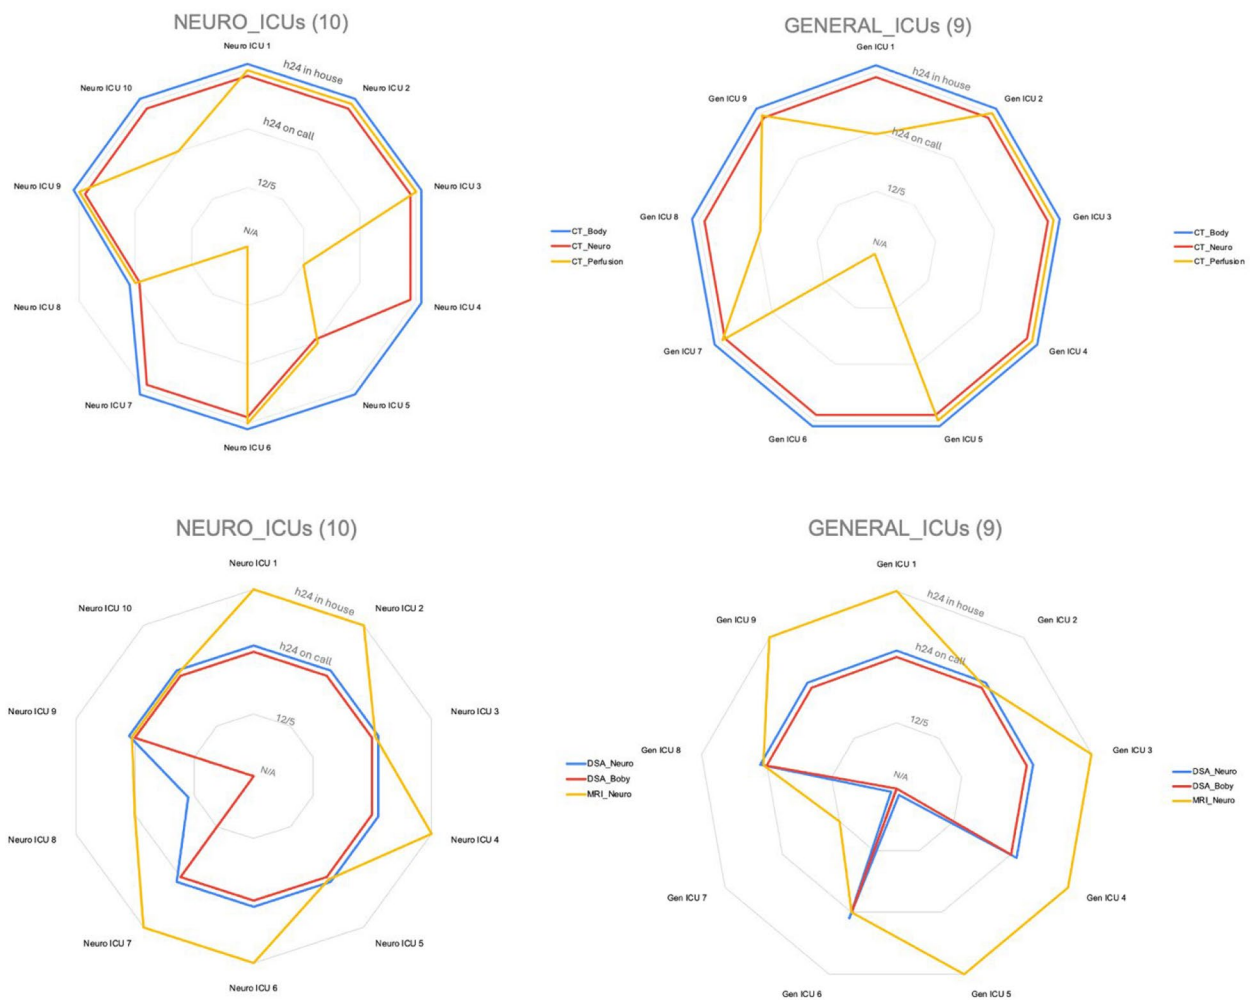 NEURO_ICUs (10)
Neuro ICU 1
h24 in house
Neuro ICU 2
Neuro ICU 10
h24 on call
12/5
Neuro ICU 9
Neuro ICU 3
N/A
CT_Body
CT_Neuro
CT_Perfusion
Neuro ICU 8
Neuro ICU 4
Neuro ICU 7
Neuro ICU 5
Neuro ICU 6
GENERAL_ICUs (9)
Gen ICU 1
h24 in house
Gen ICU 9
Gen ICU 2
h24 on call
12/5
Gen ICU 8
Gen ICU 3
N/A
CT_Body
CT_Neuro
CT_Perfusion
Gen ICU 7
Gen ICU 4
Gen ICU 6
Gen ICU 5
NEURO_ICUs (10)
Neuro ICU 1
h24 in house
Neuro ICU 10
Neuro ICU 2
h24 on call
Neuro ICU 9
Neuro ICU 3
12/5
N/A
DSA_Neuro
DSA_Boby
MRI_Neuro
Neuro ICU 8
Neuro ICU 4
Neuro ICU 7
Neuro ICU 5
Neuro ICU 6
GENERAL_ICUs (9)
Gen ICU 1
h24 in house
Gen ICU 9
Gen ICU 2
h24 on call
12/5
Gen ICU 8
Gen ICU 3
N/A
DSA_Neuro
DSA_Boby
MRI_Neuro
Gen ICU 7
Gen ICU 4
Gen ICU 6
Gen ICU 5